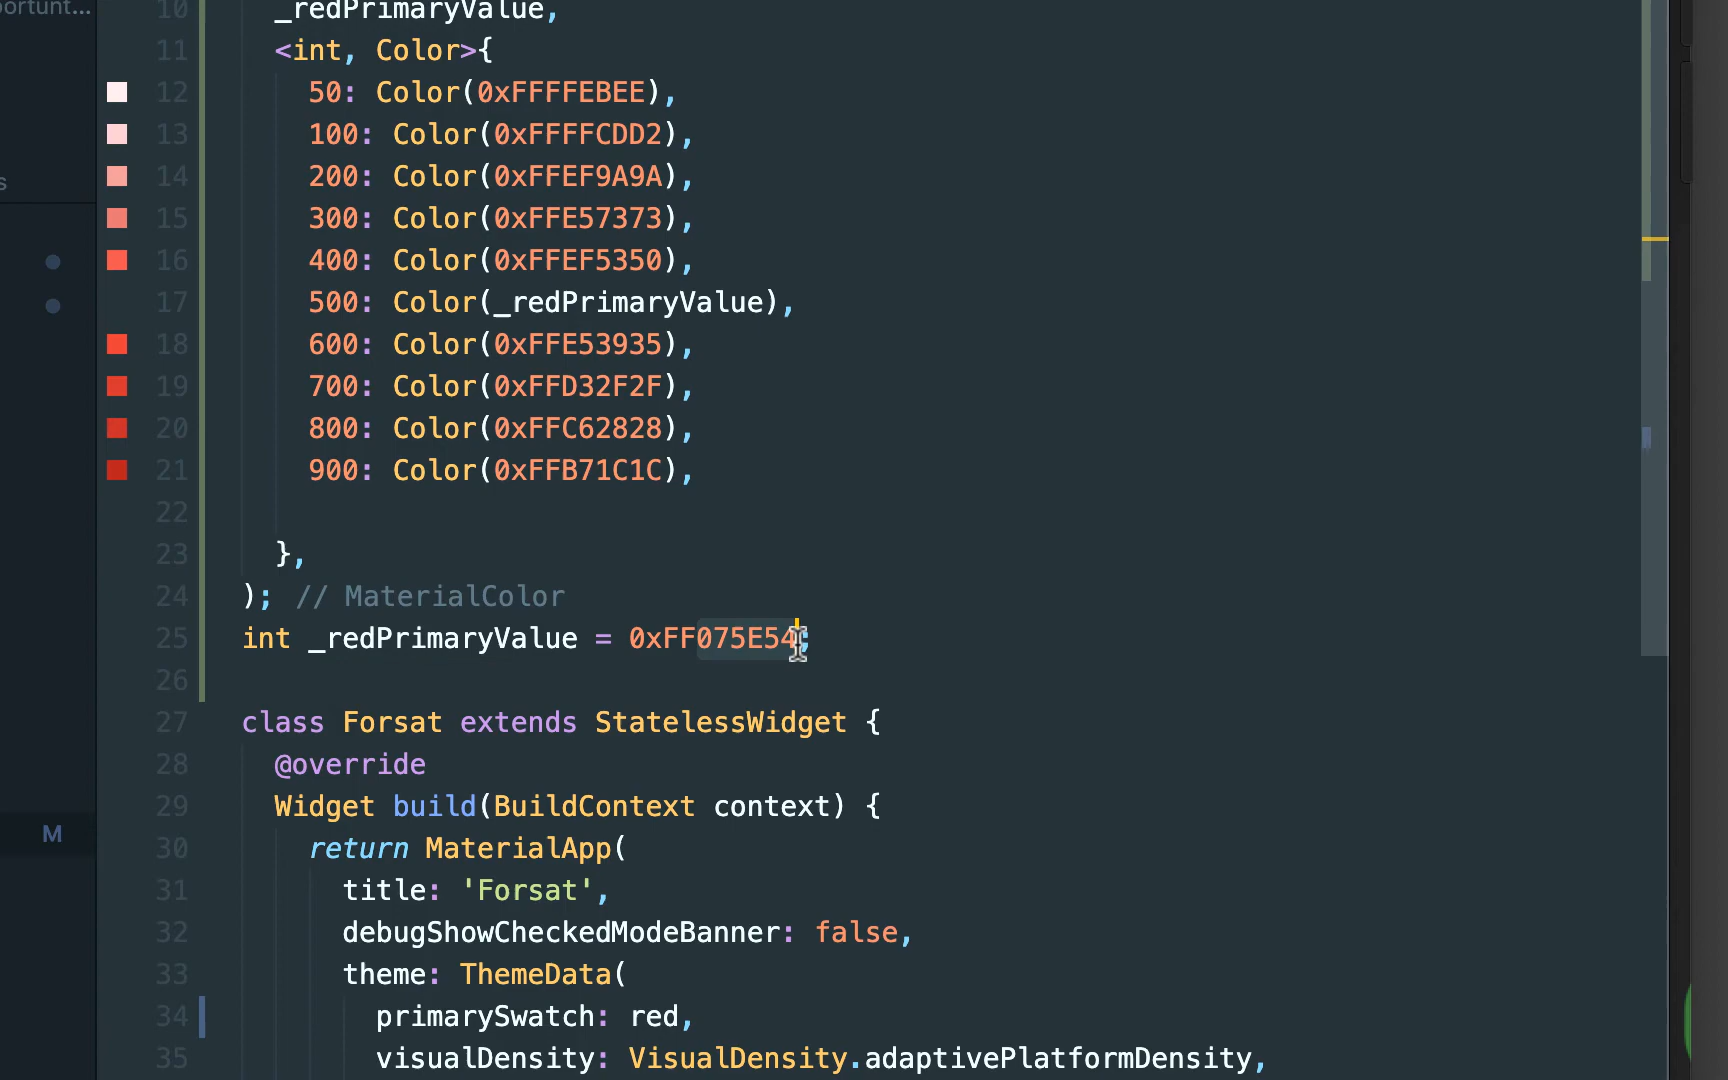 ortunt...
s
M
10 _redPrimaryValue,
11 <int, Color>{
12 50: Color(0xFFFFEBEE),
13 100: Color(0xFFFFCDD2),
14 200: Color(0xFFEF9A9A),
15 300: Color(0xFFE57373),
16 400: Color(0xFFEF5350),
17 500: Color(_redPrimaryValue),
18 600: Color(0xFFE53935),
19 700: Color(0xFFD32F2F),
20 800: Color(0xFFC62828),
21 900: Color(0xFFB71C1C),
22
23 },
24 ); // MaterialColor
25 int _redPrimaryValue = 0xFF075E54;
26
27 class Forsat extends StatelessWidget {
28 @override
29 Widget build(BuildContext context) {
30 return MaterialApp(
31 title: 'Forsat',
32 debugShowCheckedModeBanner: false,
33 theme: ThemeData(
34 primarySwatch: red,
35 visualDensity: VisualDensity.adaptivePlatformDensity,